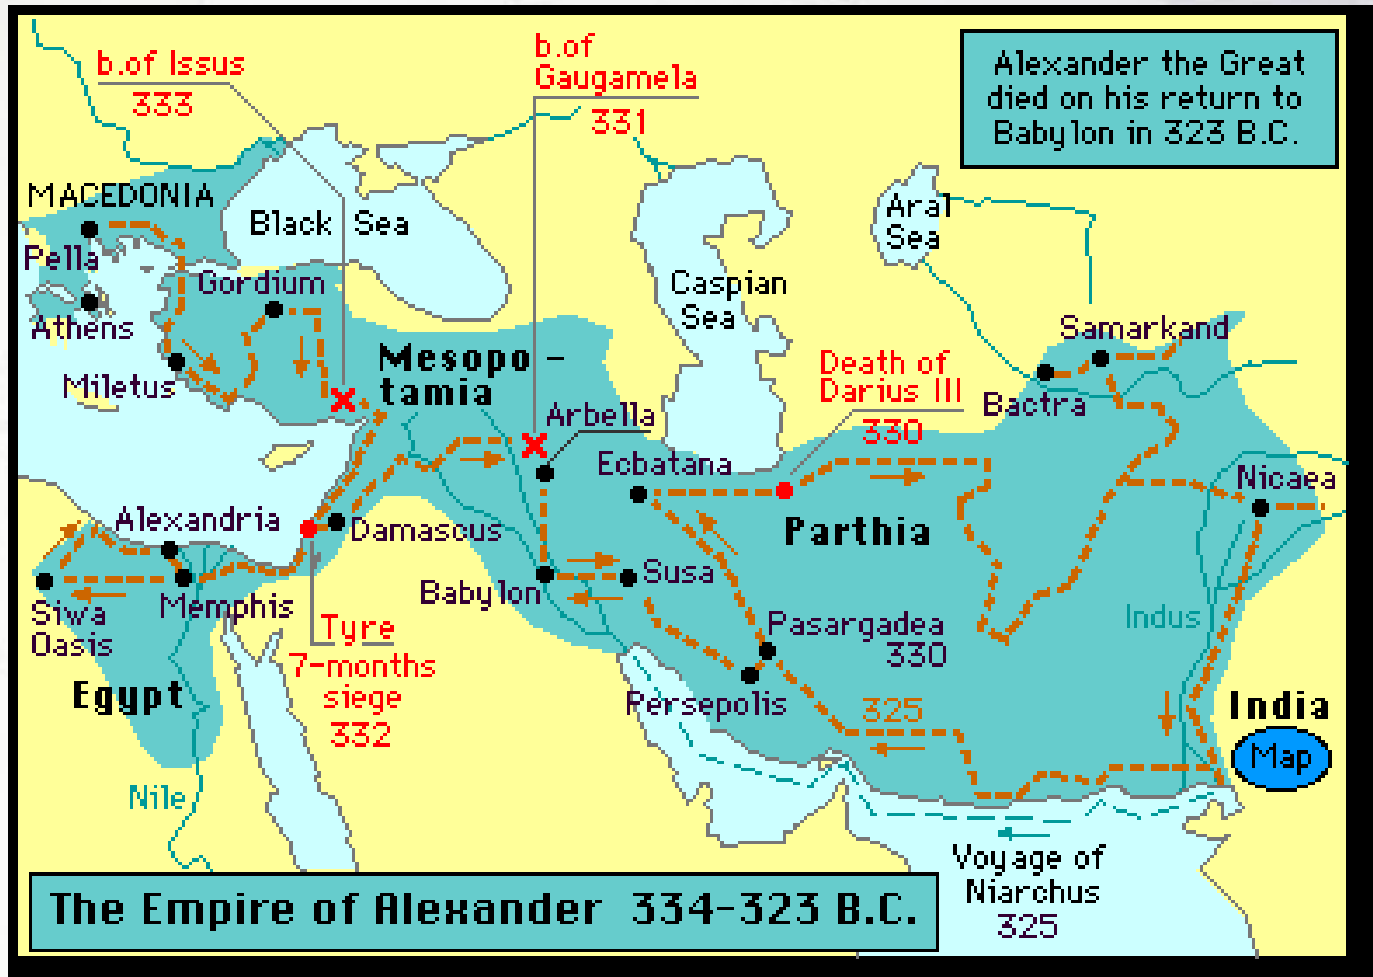 b.of Issus
333
b.of
Gaugamela
331
Alexander the Great
died on his return to
Babylon in 323 B.C.
MACEDONIA
Pella
Athens
Black Sea
Gordium
Miletus
Aral
Sea
Caspian
Sea
Mesopo-
tamia
Arbella
Samarkand
Death of
Darius III
330
Bactra
Ecbatana
Nicaea
Alexandria
Damascus
Parthia
Siwa
Oasis
Memphis
Babylon
Susa
Indus
Tyre
7-months
siege
332
Pasargadea
330
Persepolis
Egypt
325
India
Map
Nile
Voyage of
Niarchus
325
The Empire of Alexander 334-323 B.C.